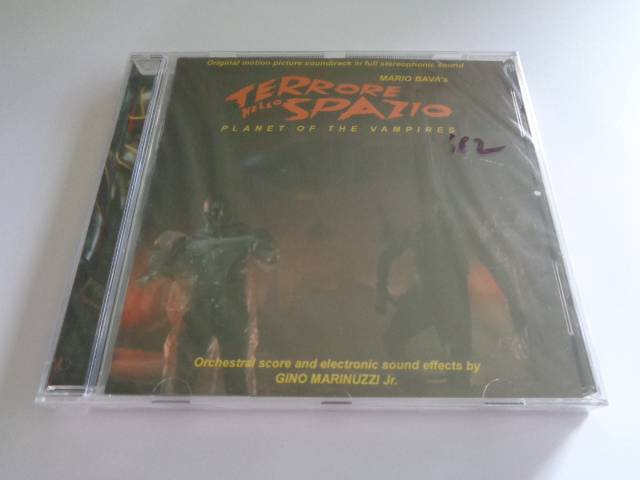 Original motion picture soundtrack in full stereophonic sound
MARIO BAVA's
TERRORE
NELLO SPAZIO
PLANET OF THE VAMPIRES
Orchestral score and electronic sound effects by
GINO MARINUZZI Jr.